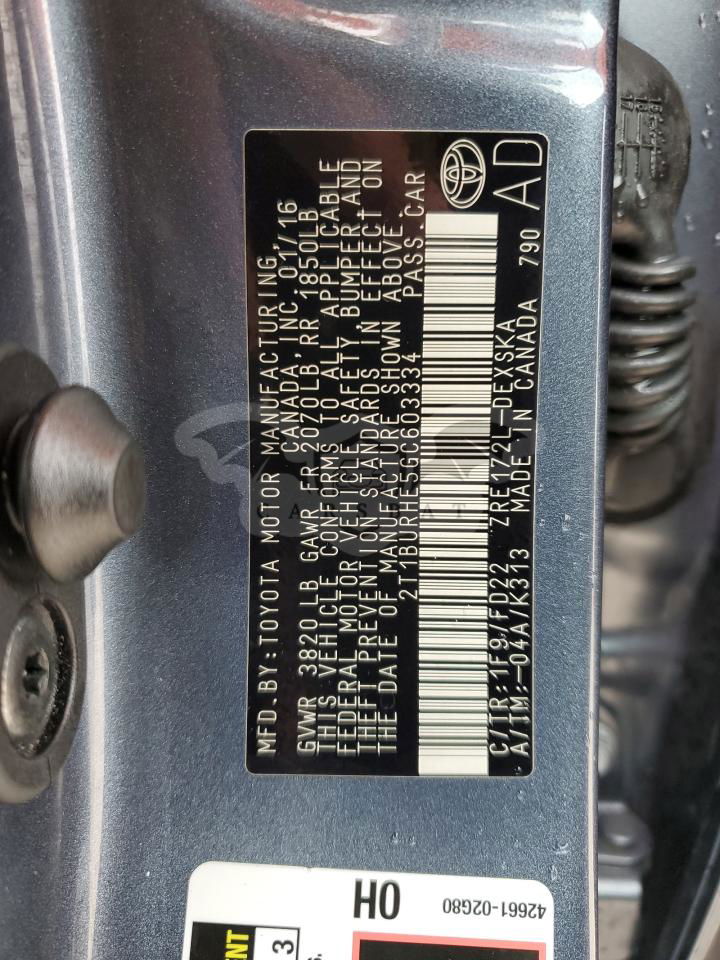 MFD.BY:TOYOTA MOTOR MANUFACTURING,
CANADA,INC. 01/16
GVWR 3820 LB GAWR FR 2070LB, RR 1850LB
THIS VEHICLE CONFORMS TO ALL APPLICABLE
FEDERAL MOTOR VEHICLE SAFETY, BUMPER, AND
THEFT PREVENTION STANDARDS IN EFFECT ON
THE DATE OF MANUFACTURE SHOWN ABOVE.
2T1BURHE5GC603334 PASS. CAR
C/TR:1F9/FD22 ZRE172L-DEXSKA 790 AD
A/TM:-04A/K313 MADE IN CANADA
0H
42661-02G80
3